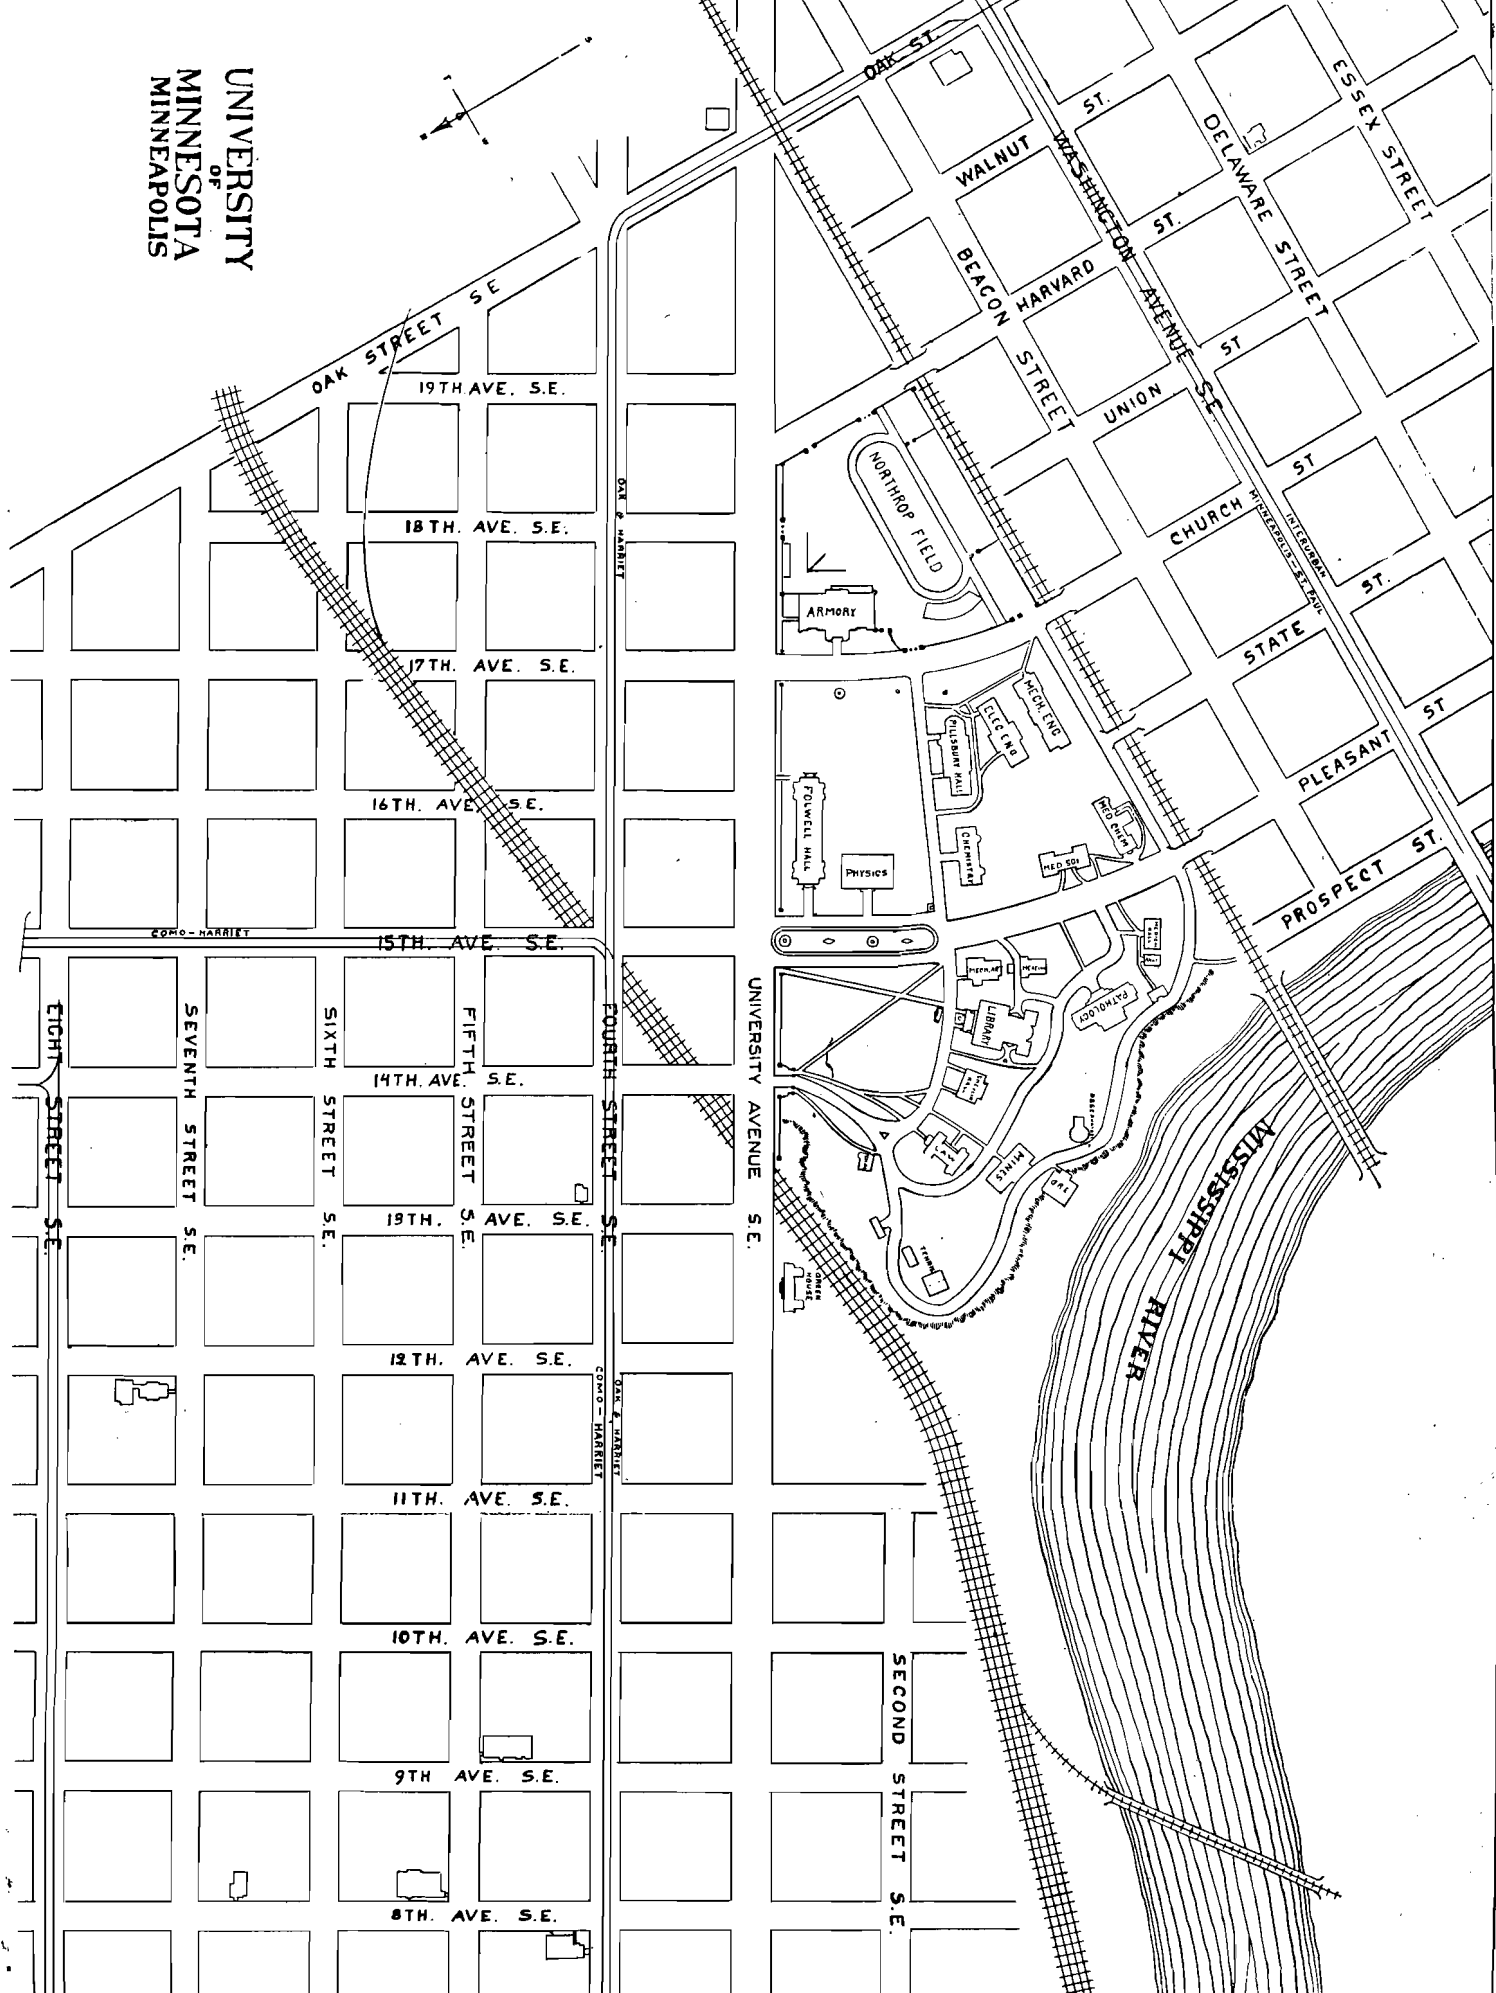 UNIVERSITY
OF
MINNESOTA
MINNEAPOLIS
OAK ST.
ESSEX STREET
DELAWARE STREET
WASHINGTON AVENUE S.E.
BEACON STREET
WALNUT ST.
HARVARD ST.
UNION ST
CHURCH ST
STATE ST.
PLEASANT ST
PROSPECT ST.
INTERURBAN
MINNEAPOLIS - ST. PAUL
OAK STREET S E
19TH AVE. S.E.
18TH. AVE. S.E.
17TH. AVE. S.E.
16TH. AVE. S.E.
15TH. AVE. S.E.
14TH. AVE. S.E.
13TH. AVE. S.E.
12TH. AVE. S.E.
11TH. AVE. S.E.
10TH. AVE. S.E.
9TH AVE. S.E.
8TH. AVE. S.E.
COMO-HARRIET
OAK & HARRIET
EIGHT STREET S.E.
SEVENTH STREET S.E.
SIXTH STREET S.E.
FIFTH STREET S.E.
FOURTH STREET S.E.
UNIVERSITY AVENUE S.E.
SECOND STREET S.E.
COMO-HARRIET
OAK & HARRIET
NORTHROP FIELD
ARMORY
MECH. ENG
ELEC ENG
PILLSBURY HALL
FOLWELL HALL
PHYSICS
CHEMISTRY
MED CHEM
PATHOLOGY
LIBRARY
MINES
GREEN
HOUSE
MISSISSIPPI RIVER